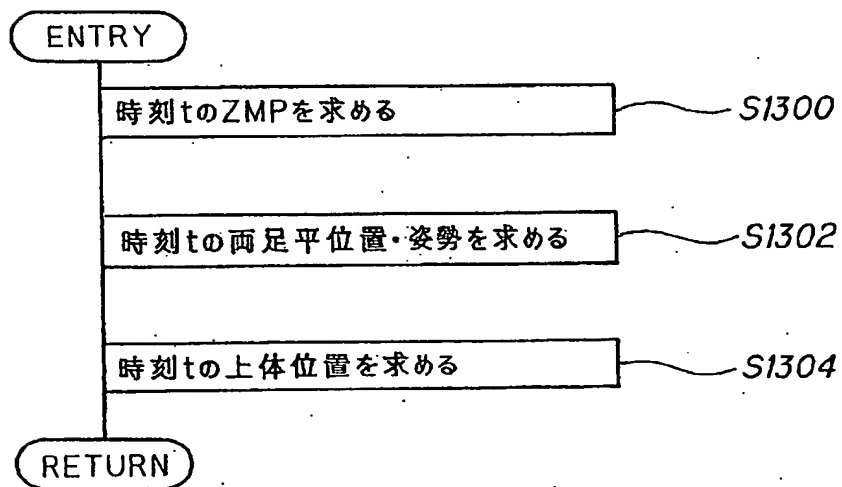 ENTRY
時刻tのZMPを求める
S1300
時刻tの両足平位置・姿勢を求める
S1302
時刻tの上体位置を求める
S1304
RETURN